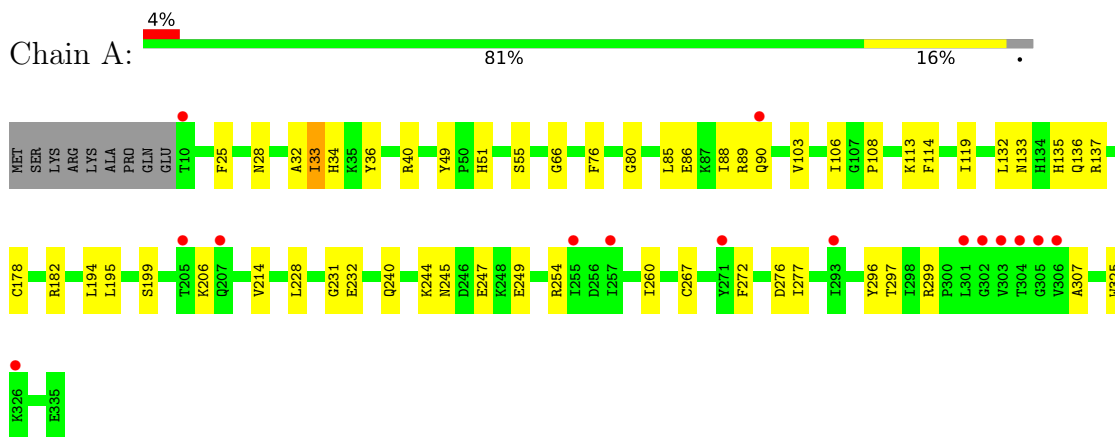 4%
Chain A:
81% 16% •
MET SER LYS ARG LYS ALA PRO GLN GLU T10 F25 N28 A32 I33 H34 K35 Y36 R40 Y49 P50 H51 S55 G66 F76 G80 L85 E86 K87 I88 R89 Q90 V103 I106 G107 P108 K113 F114 I119 L132 N133 H134 H135 Q136 R137
C178 R182 L194 L195 S199 T205 K206 Q207 V214 L228 G231 E232 Q240 K244 N245 D246 E247 K248 E249 R254 I255 D256 I257 I260 C267 Y271 F272 D276 I277 I293 Y296 T297 I298 R299 P300 L301 G302 V303 T304 G305 V306 A307 W325
K326 E335